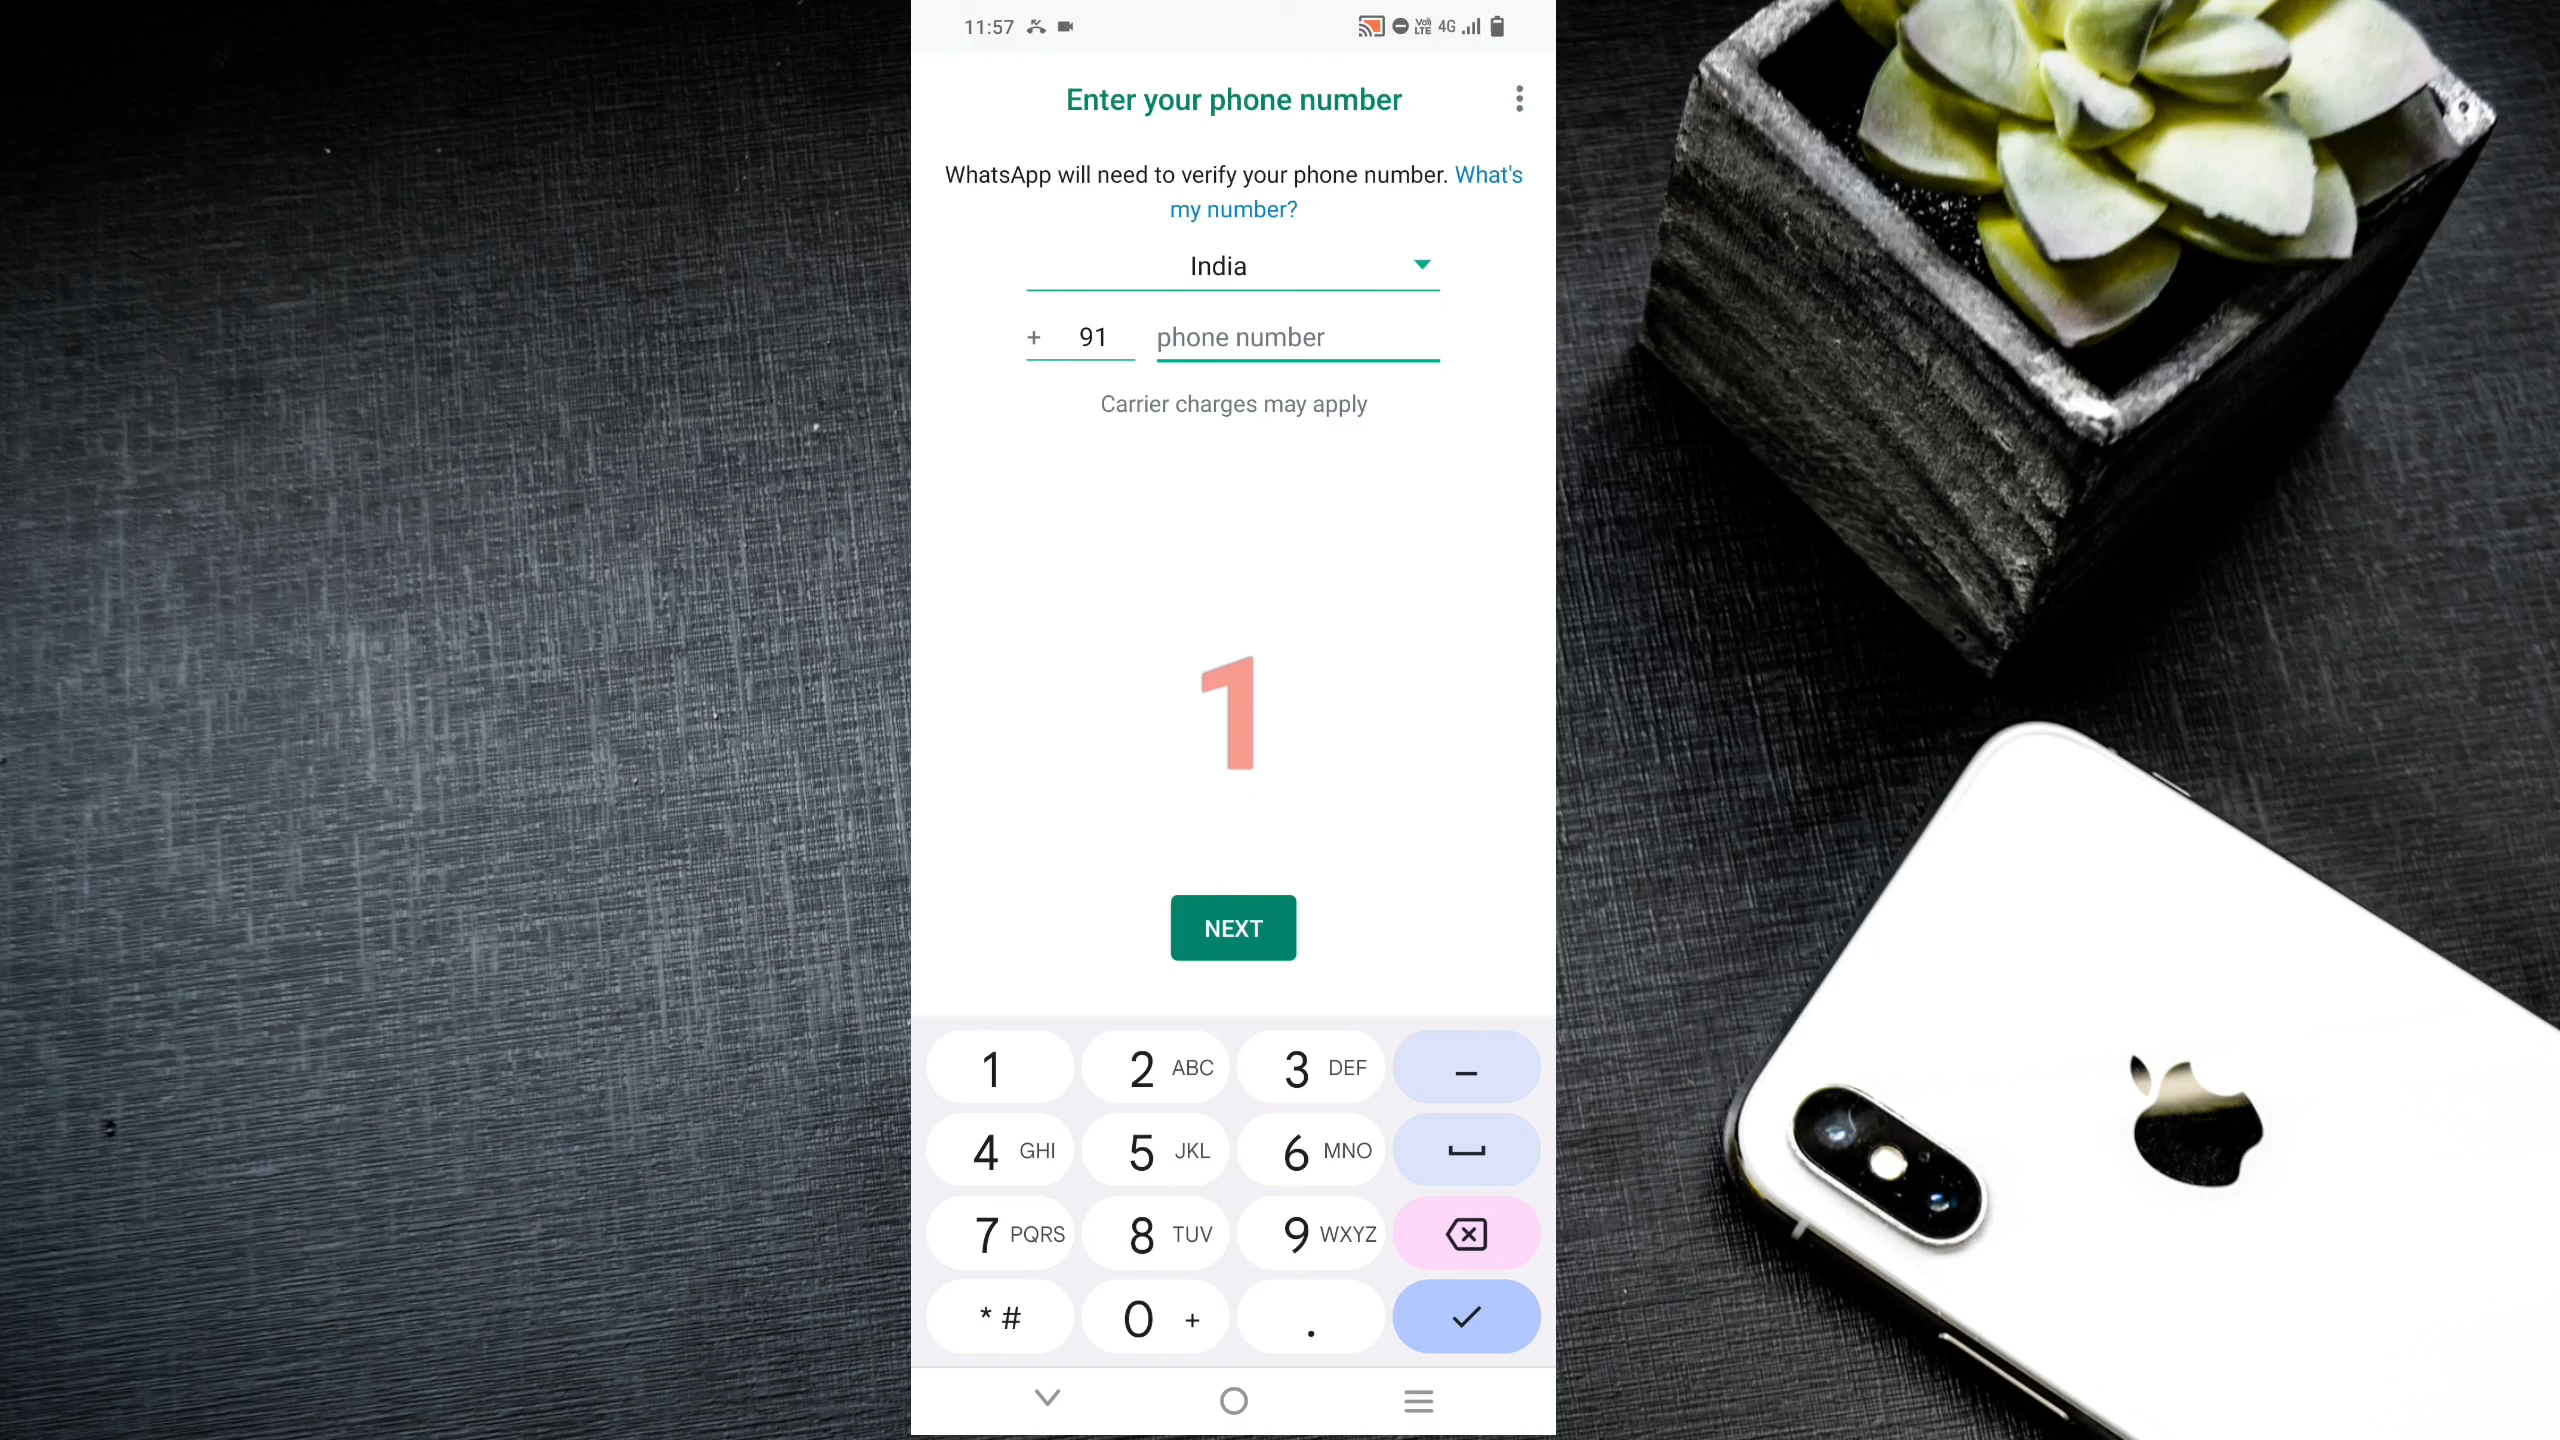 11:57 Vo) LTE 4G
Enter your phone number
WhatsApp will need to verify your phone number. What's
my number?
India
+ 91 phone number
Carrier charges may apply
1
NEXT
1 2 ABC 3 DEF –
4 GHI 5 JKL 6 MNO
7 PQRS 8 TUV 9 WXYZ
* # 0 + .